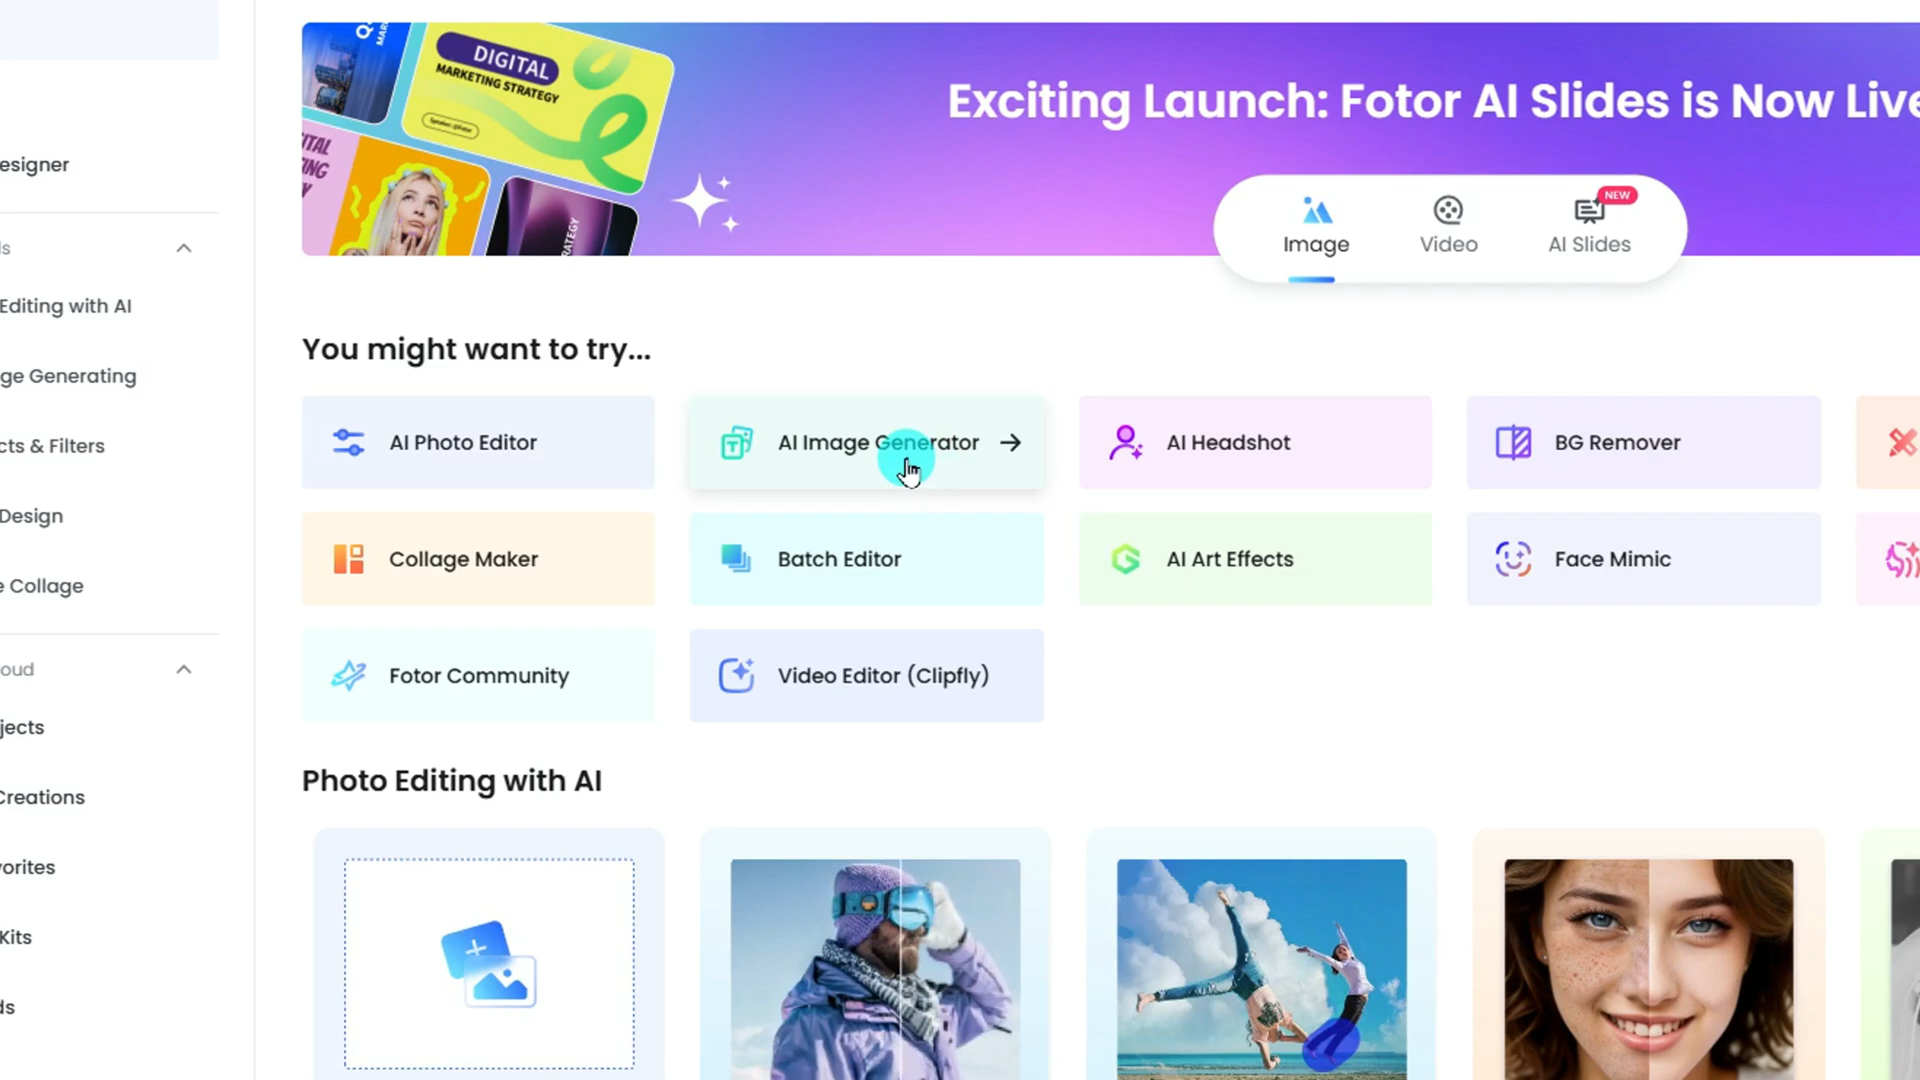 DIGITAL
MARKETING STRATEGY
Exciting Launch: Fotor AI Slides is Now Live
NEW
Image
Video
AI Slides
esigner
ls
Editing with AI
ge Generating
cts & Filters
Design
e Collage
oud
jects
Creations
vorites
Kits
ds
You might want to try...
AI Photo Editor
AI Image Generator
AI Headshot
BG Remover
Collage Maker
Batch Editor
AI Art Effects
Face Mimic
Fotor Community
Video Editor (Clipfly)
Photo Editing with AI